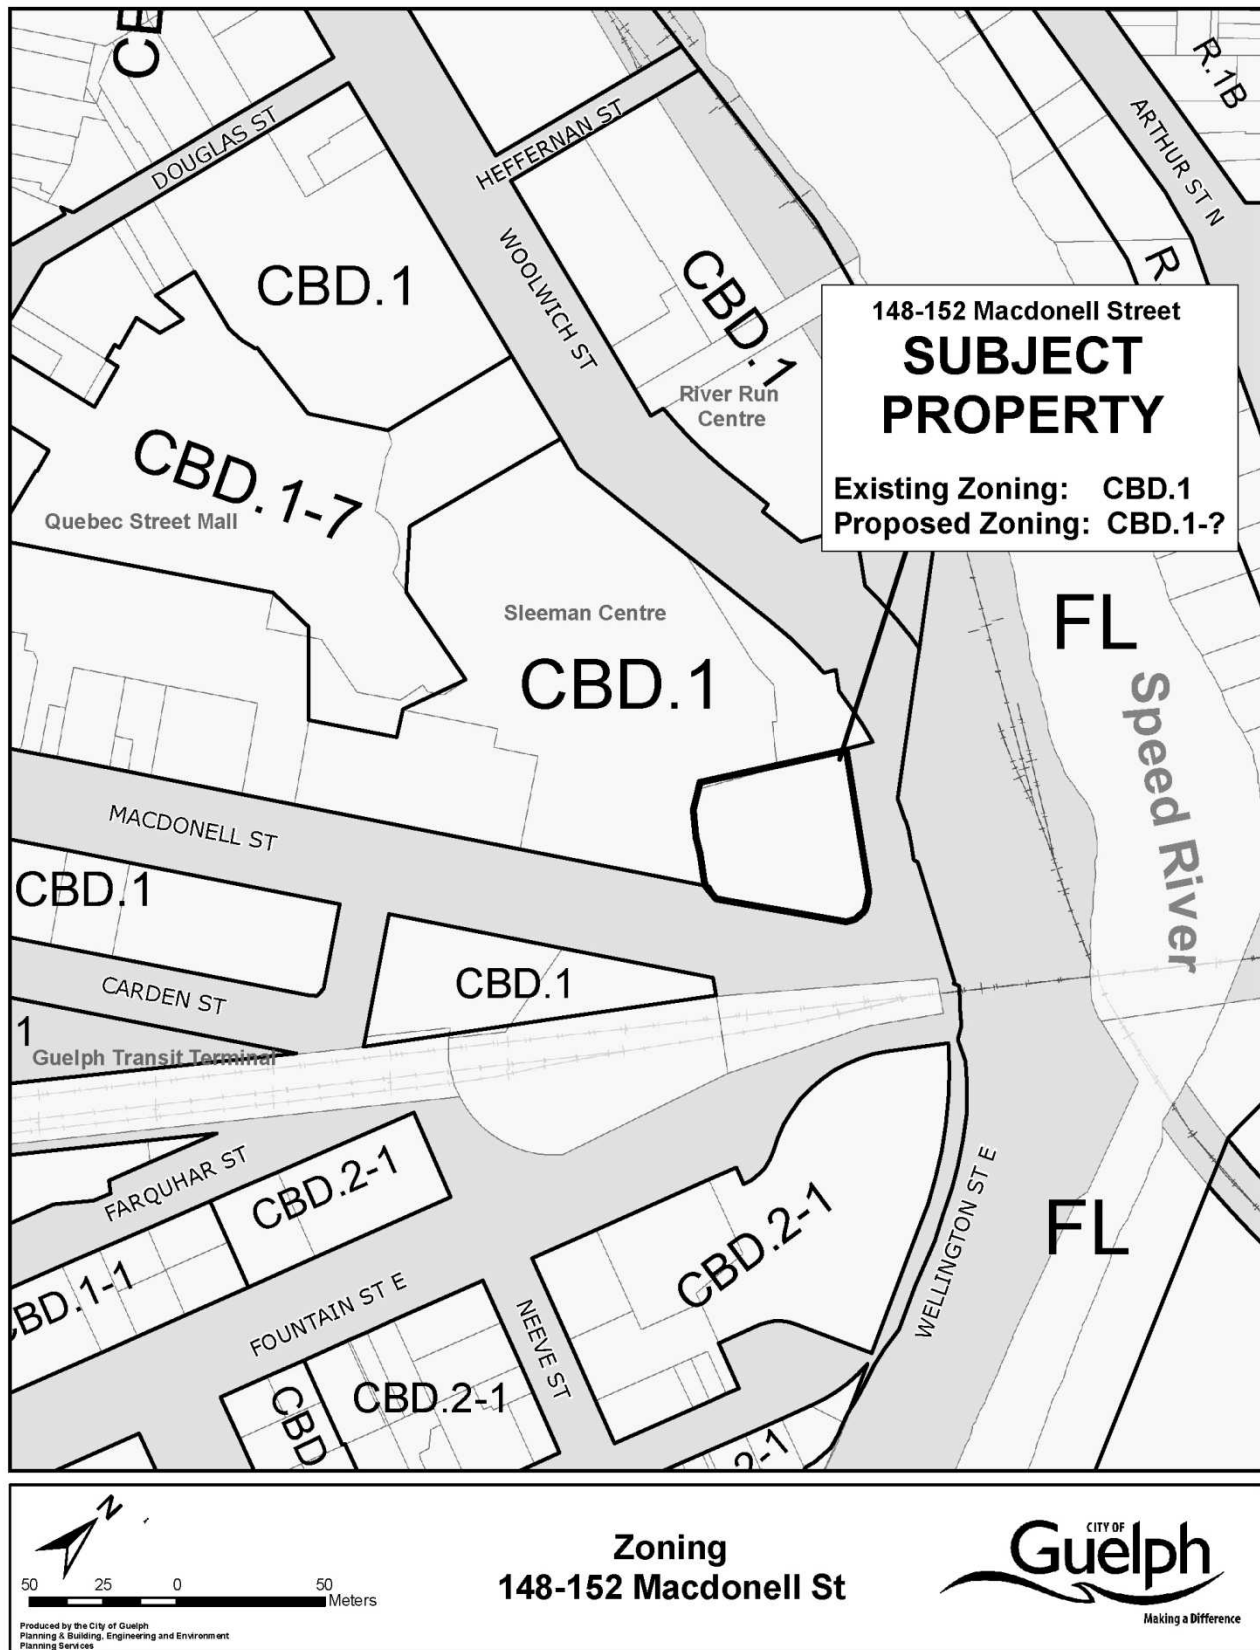 CB
DOUGLAS ST
HEFFERNAN ST
R.1B
ARTHUR ST N
CBD.1
WOOLWICH ST
CBD.1
R
148-152 Macdonell Street
SUBJECT
PROPERTY
Existing Zoning: CBD.1
Proposed Zoning: CBD.1-?
River Run
Centre
CBD.1-7
Quebec Street Mall
Sleeman Centre
CBD.1
FL
Speed River
MACDONELL ST
CBD.1
CARDEN ST
CBD.1
1
Guelph Transit Terminal
FARQUHAR ST
CBD.2-1
CBD.2-1
WELLINGTON ST E
FL
BD.1-1
FOUNTAIN ST E
NEEVE ST
CBD
CBD.2-1
2-1
N
50 25 0 50
Meters
Produced by the City of Guelph
Planning & Building, Engineering and Environment
Planning Services
Zoning
148-152 Macdonell St
CITY OF
Guelph
Making a Difference